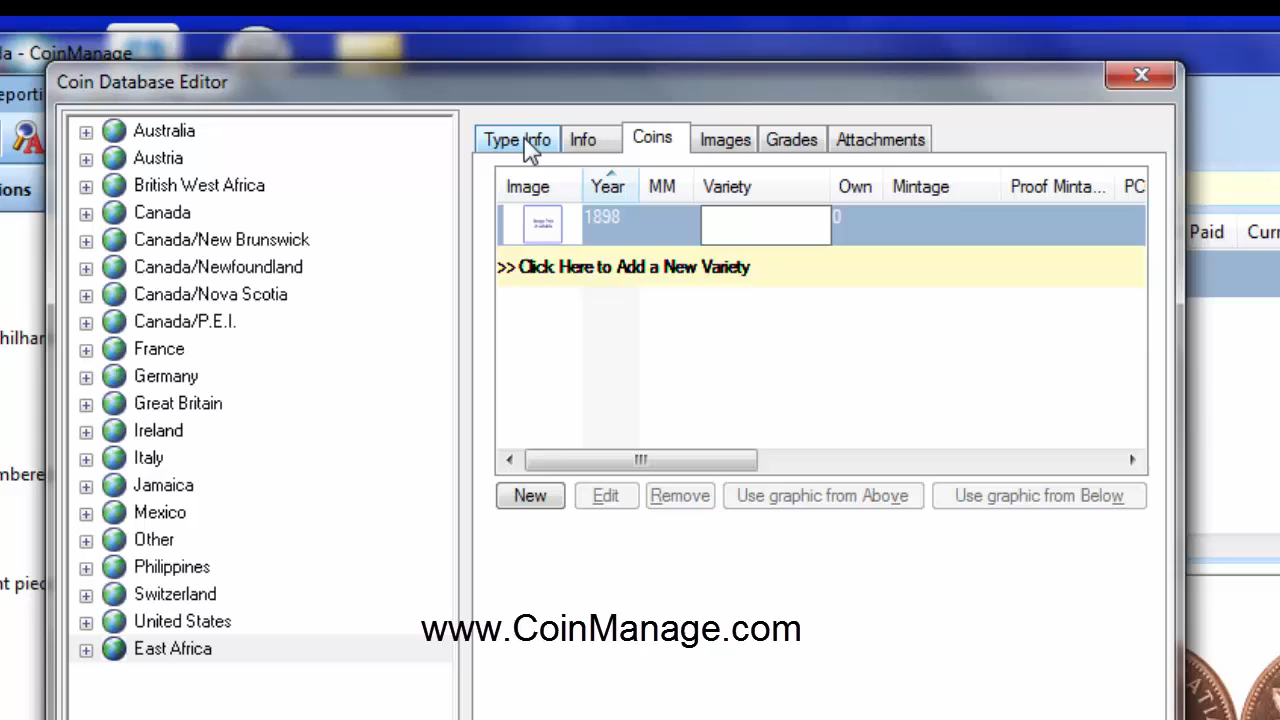 da - CoinManage
eporti
Coin Database Editor
ions
Australia
Austria
British West Africa
Canada
Canada/New Brunswick
Canada/Newfoundland
Canada/Nova Scotia
Canada/P.E.I.
France
Germany
Great Britain
Ireland
Italy
Jamaica
Mexico
Other
Philippines
Switzerland
United States
East Africa
Type Info Info Coins Images Grades Attachments
Image Year MM Variety Own Mintage Proof Minta... PC
1898 0
>> Click Here to Add a New Variety
New Edit Remove Use graphic from Above Use graphic from Below
Paid Curr
hilhar
mbere
nt piec
www.CoinManage.com